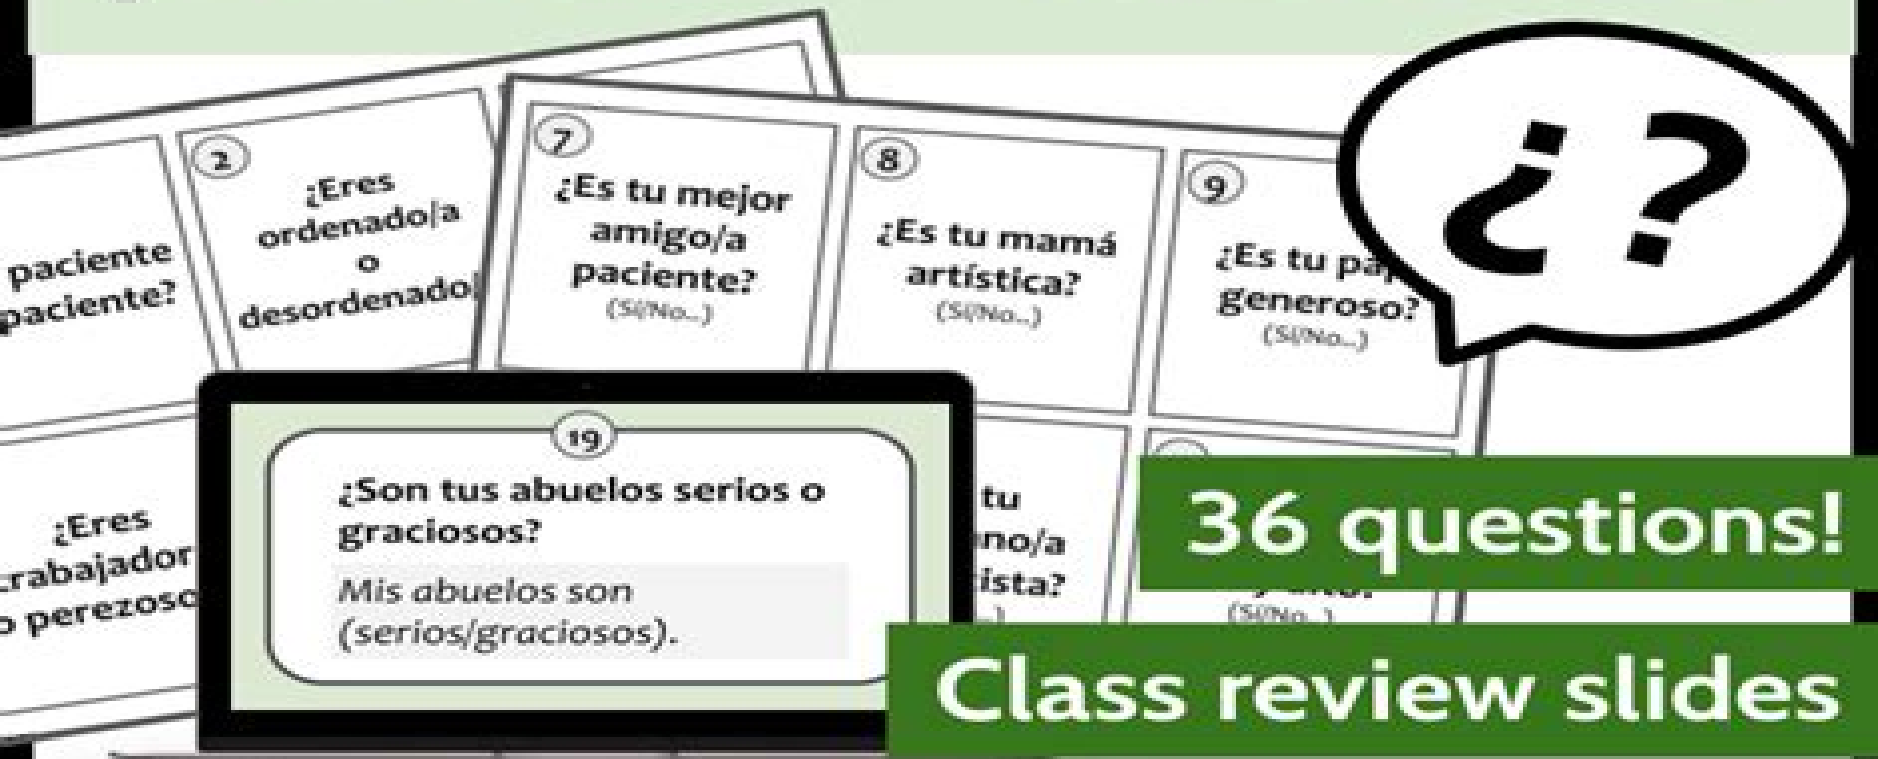 paciente
paciente?
2
¿Eres
ordenado/a
o
desordenado/
7
¿Es tu mejor
amigo/a
paciente?
(Sí/No...)
8
¿Es tu mamá
artística?
(Sí/No...)
9
¿Es tu
generoso?
(Sí/No...)
¿?
¿Eres
trabajador
o perezoso
19
¿Son tus abuelos serios o
graciosos?
Mis abuelos son
(serios/graciosos).
tu
no/a
ista?
(Sí/No...)
36 questions!
Class review slides